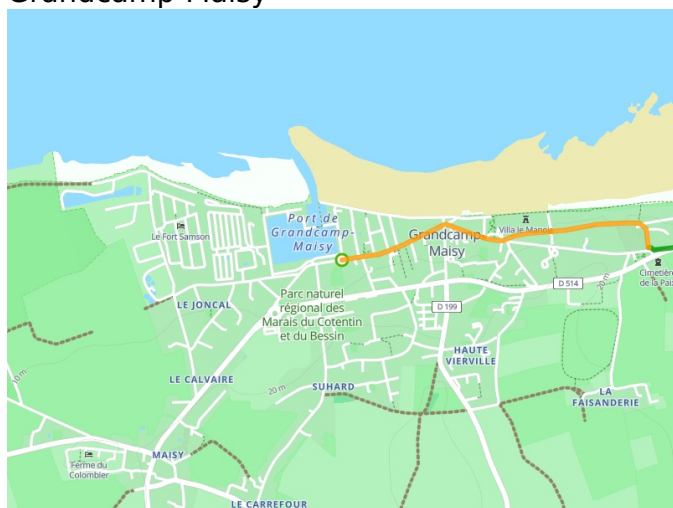 Grandcamp-Maisy
Port de
Grandcamp-
Maisy
Le Fort Samson
Grandcamp-
Maisy
Villa le Manoir
Cimetière
de la Paix
Parc naturel
régional des
Marais du Cotentin
et du Bessin
D 514
20 m
LE JONCAL
D 199
HAUTE
VIERVILLE
LE CALVAIRE
10 m
20 m
SUHARD
LA
FAISANDERIE
MAISY
Ferme du
Colombier
LE CARREFOUR